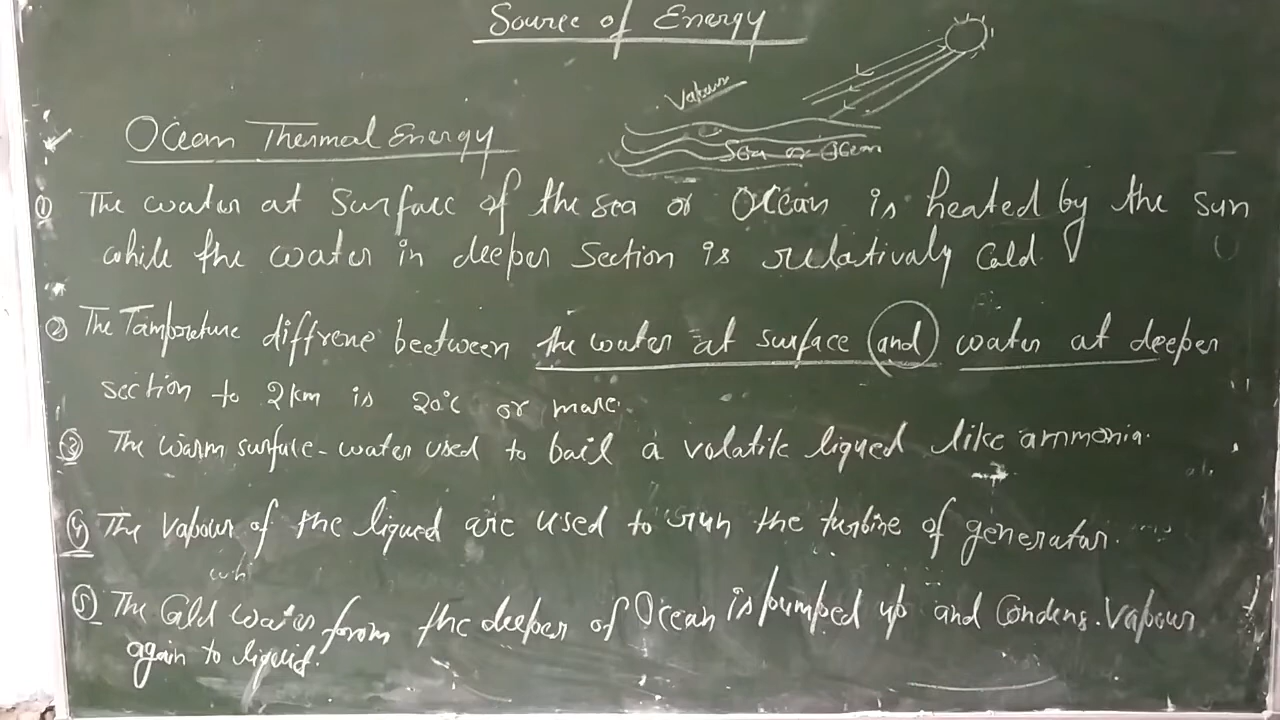 Source of Energy
Vapour
Sea or Ocean
Ocean Thermal Energy
① The water at Surface of the sea or Ocean is heated by the sun
while the water in deeper Section is relativaly Cold.
② The Tamporeture diffrene beetween the water at surface and water at deeper
section to 2km is 20°C or more.
③ The warm surface-water used to bail a volatile liqued like ammonia.
④ The Vapour of the liqued are used to run the turbine of generator.
wh
⑤ The Cold water from the deeper of Ocean is pumped up and Condens. Vapour
again to liquid.